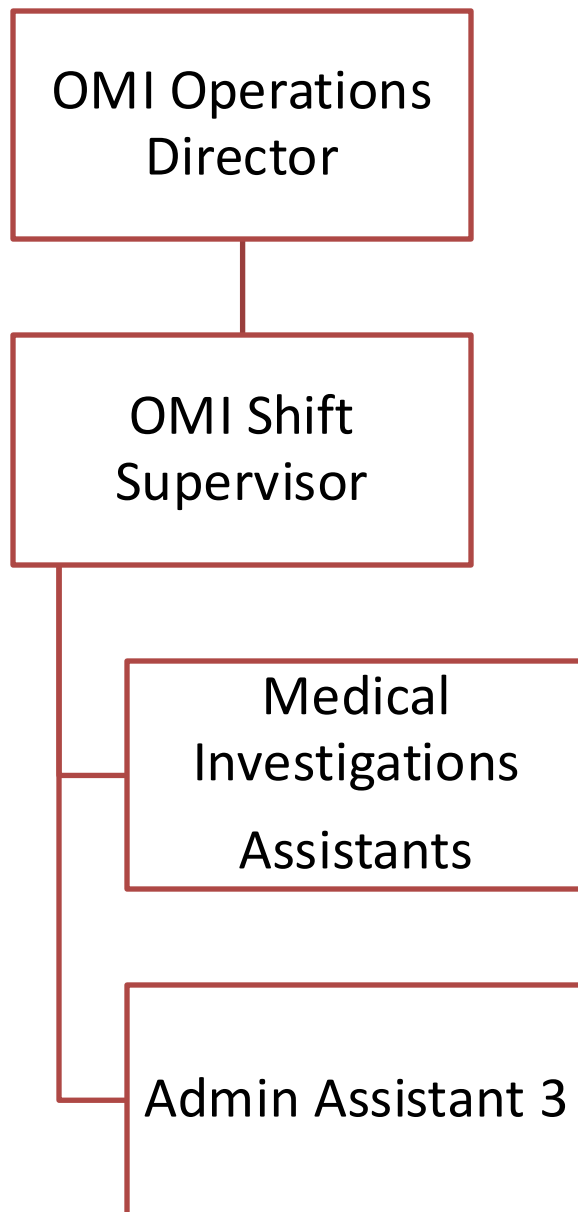 OMI Operations
Director
OMI Shift
Supervisor
Medical
Investigations
Assistants
Admin Assistant 3